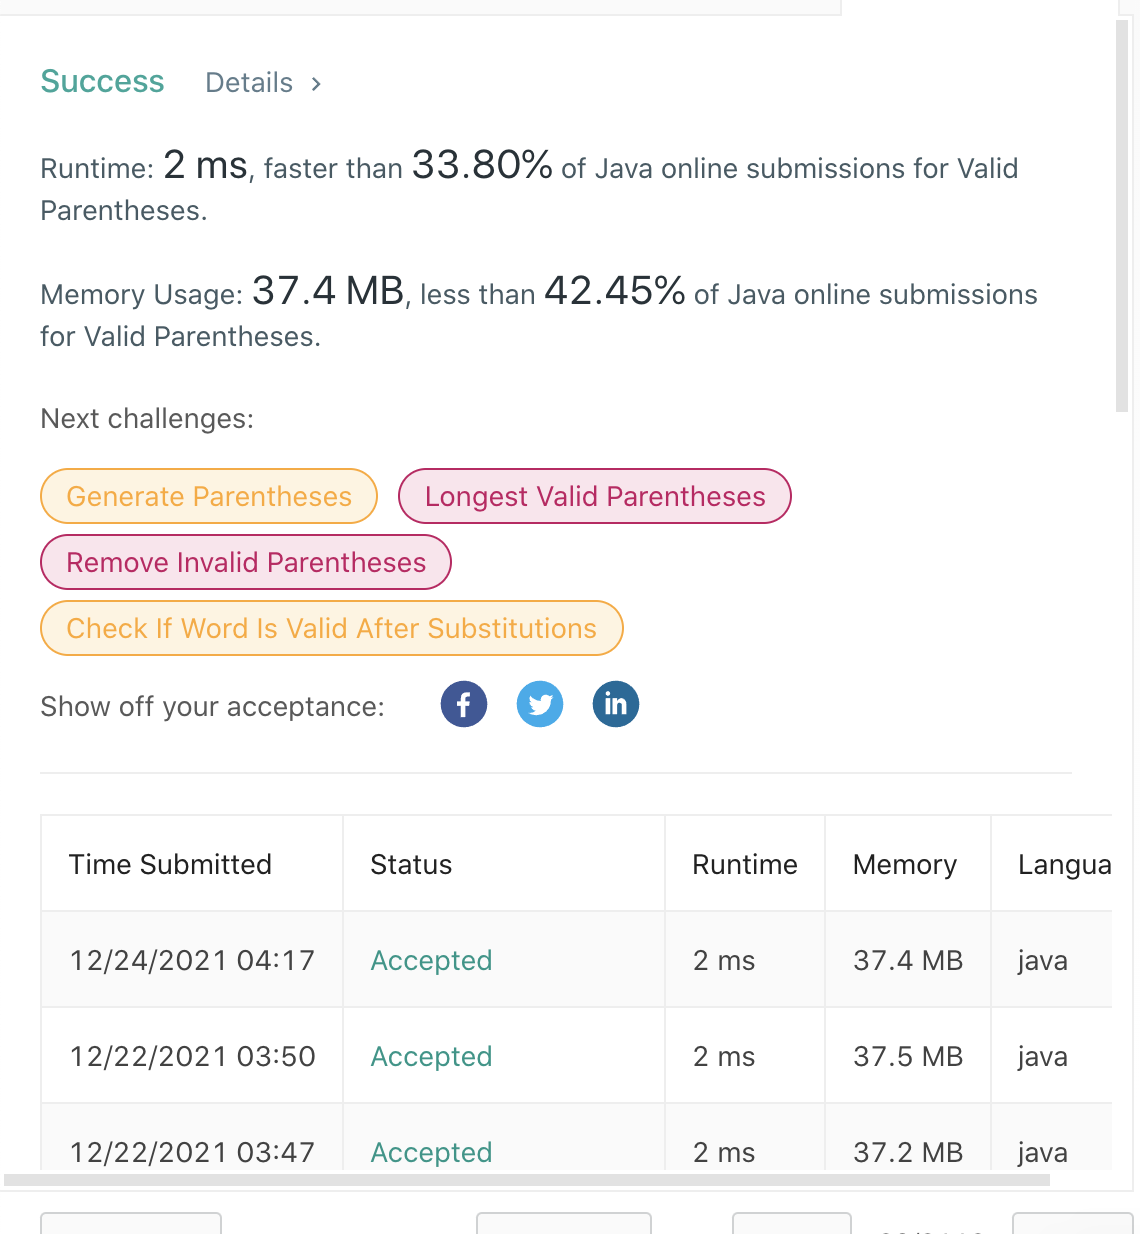 Success Details >
Runtime: 2 ms, faster than 33.80% of Java online submissions for Valid
Parentheses.
Memory Usage: 37.4 MB, less than 42.45% of Java online submissions
for Valid Parentheses.
Next challenges:
Generate Parentheses Longest Valid Parentheses
Remove Invalid Parentheses
Check If Word Is Valid After Substitutions
Show off your acceptance: f in
Time Submitted Status Runtime Memory Langua
12/24/2021 04:17 Accepted 2 ms 37.4 MB java
12/22/2021 03:50 Accepted 2 ms 37.5 MB java
12/22/2021 03:47 Accepted 2 ms 37.2 MB java